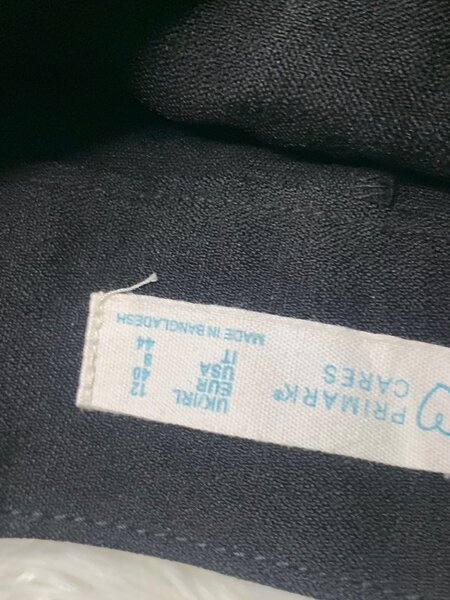 PRIMARK®
CARES
UK/IRL 12
EUR 40
USA 8
IT 44
MADE IN BANGLADESH